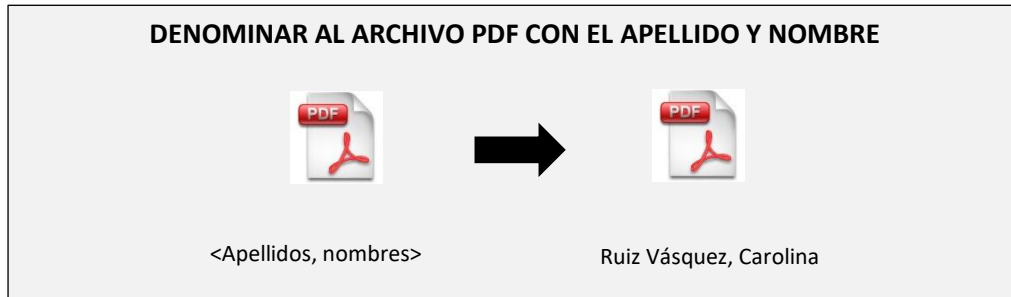 DENOMINAR AL ARCHIVO PDF CON EL APELLIDO Y NOMBRE
PDF
PDF
<Apellidos, nombres>
Ruiz Vásquez, Carolina